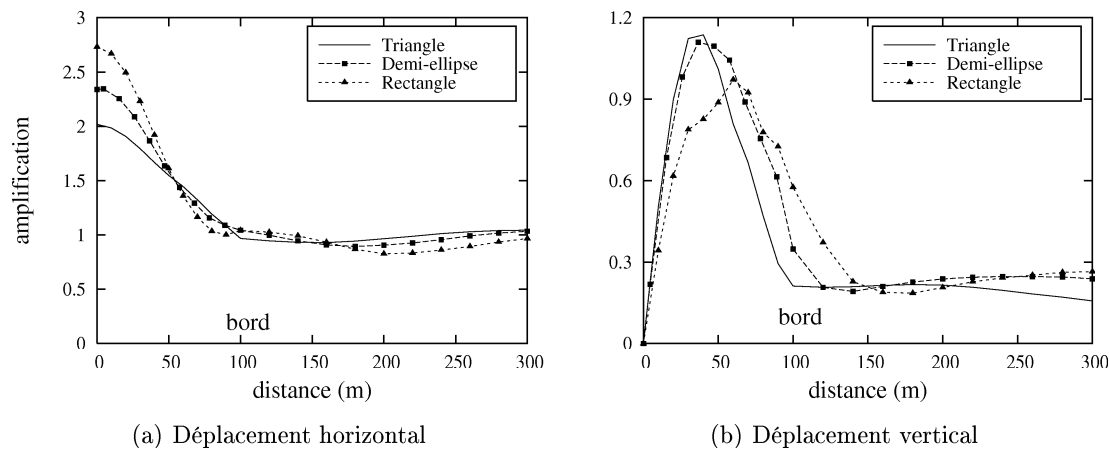 3
2.5
2
1.5
1
0.5
0
amplification
Triangle
Demi-ellipse
Rectangle
bord
0 50 100 150 200 250 300
distance (m)
(a) Déplacement horizontal
1.2
0.9
0.6
0.3
0
Triangle
Demi-ellipse
Rectangle
bord
0 50 100 150 200 250 300
distance (m)
(b) Déplacement vertical